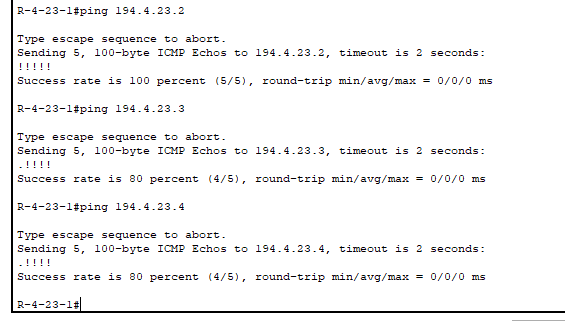 R-4-23-1#ping 194.4.23.2
Type escape sequence to abort.
Sending 5, 100-byte ICMP Echos to 194.4.23.2, timeout is 2 seconds:
!!!!!
Success rate is 100 percent (5/5), round-trip min/avg/max = 0/0/0 ms
R-4-23-1#ping 194.4.23.3
Type escape sequence to abort.
Sending 5, 100-byte ICMP Echos to 194.4.23.3, timeout is 2 seconds:
.!!!!
Success rate is 80 percent (4/5), round-trip min/avg/max = 0/0/0 ms
R-4-23-1#ping 194.4.23.4
Type escape sequence to abort.
Sending 5, 100-byte ICMP Echos to 194.4.23.4, timeout is 2 seconds:
.!!!!
Success rate is 80 percent (4/5), round-trip min/avg/max = 0/0/0 ms
R-4-23-1#